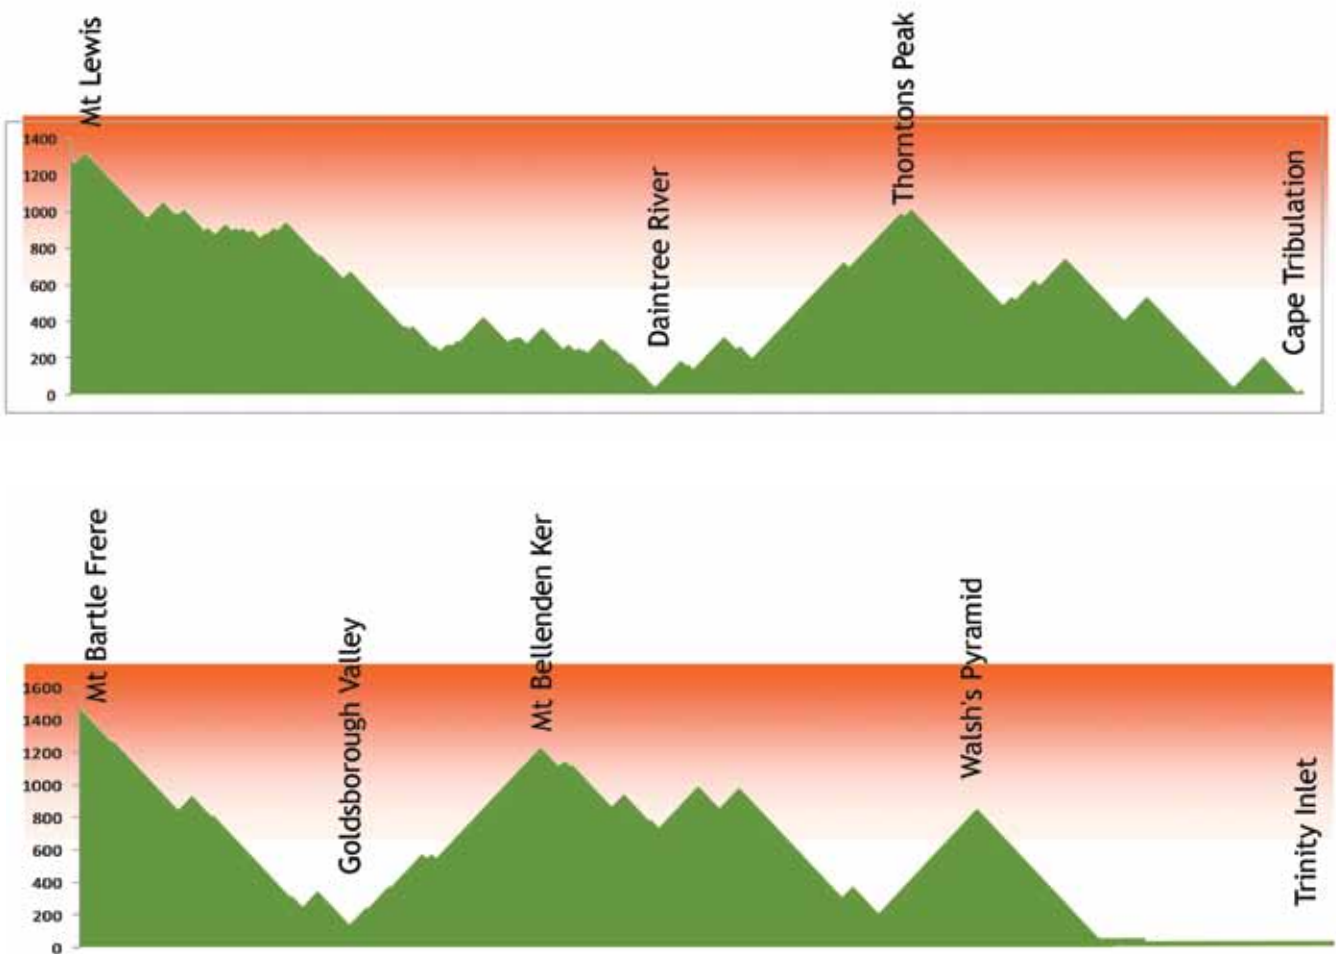 Mt Lewis
Thorntons Peak
Daintree River
Cape Tribulation
1400
1200
1000
800
600
400
200
0
Mt Bartle Frere
Goldsborough Valley
Mt Bellenden Ker
Walsh's Pyramid
Trinity Inlet
1600
1400
1200
1000
800
600
400
200
0